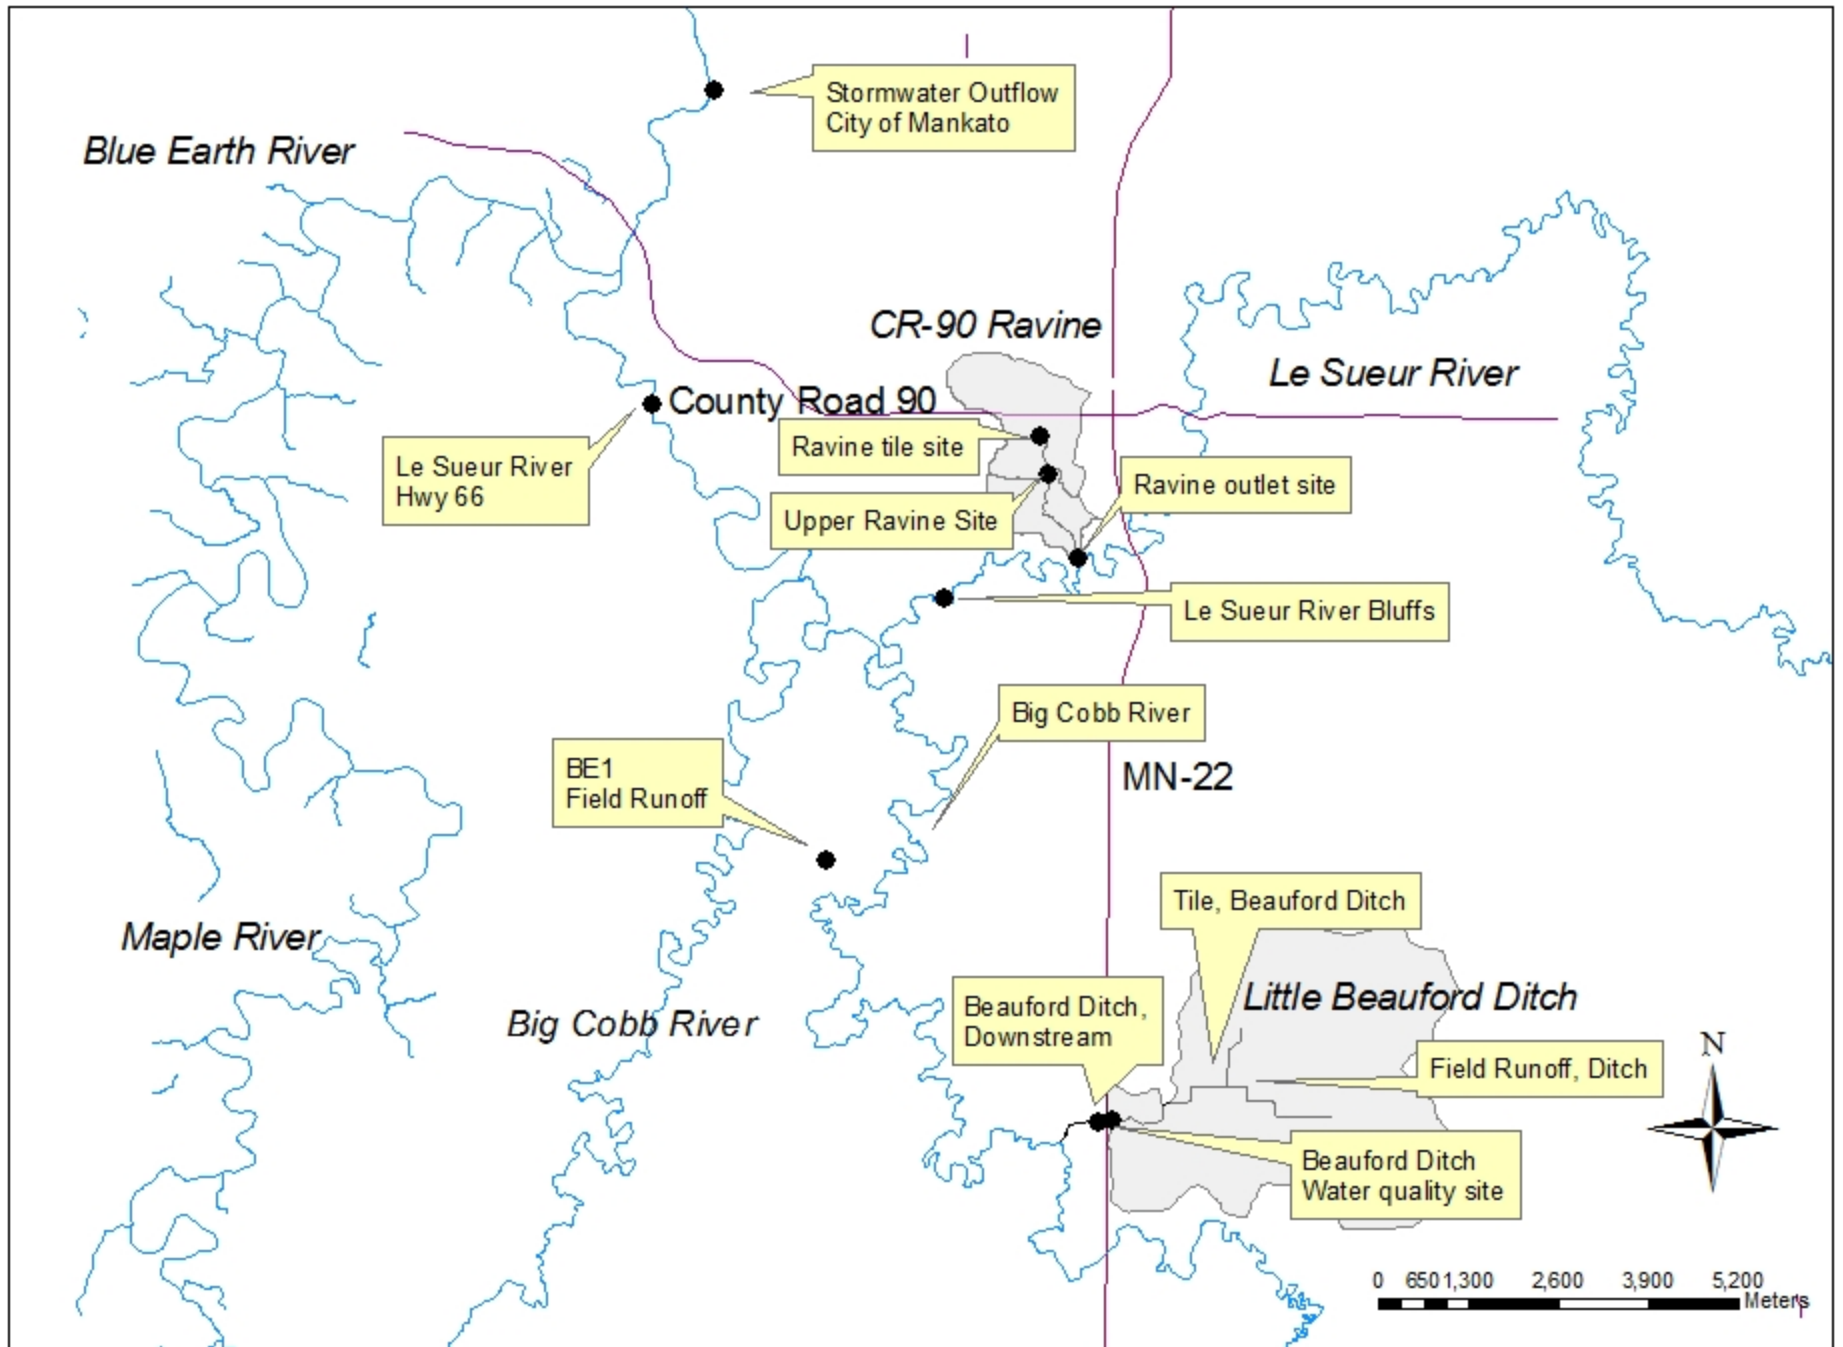 Stormwater Outflow
City of Mankato
Blue Earth River
CR-90 Ravine
Le Sueur River
County Road 90
Ravine tile site
Le Sueur River
Hwy 66
Ravine outlet site
Upper Ravine Site
Le Sueur River Bluffs
Big Cobb River
BE1
Field Runoff
MN-22
Tile, Beauford Ditch
Maple River
Big Cobb River
Beauford Ditch,
Downstream
Little Beauford Ditch
N
Field Runoff, Ditch
Beauford Ditch
Water quality site
0 650 1,300 2,600 3,900 5,200
Meters